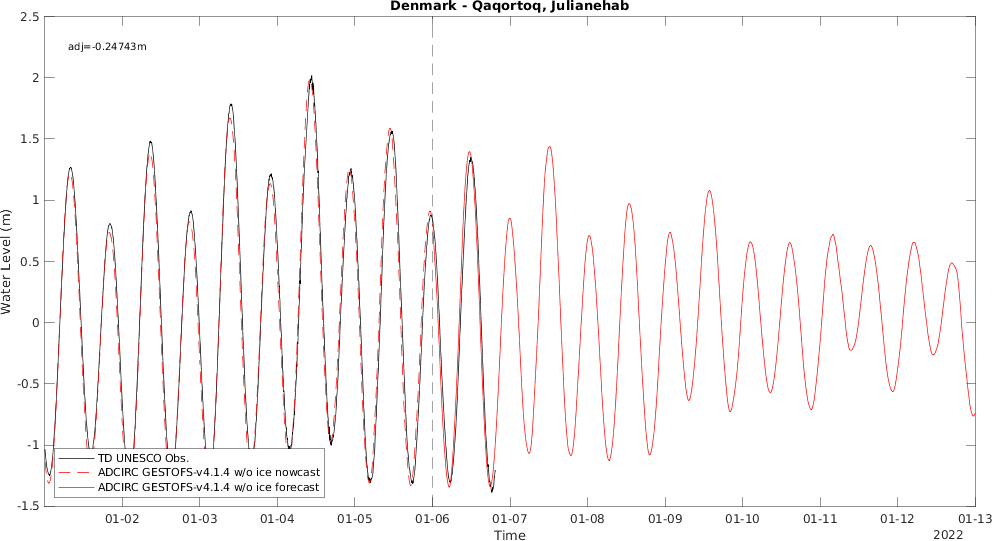 Denmark - Qaqortoq, Julianehab
adj=-0.24743m
2.5
2
1.5
1
0.5
0
-0.5
-1
-1.5
Water Level (m)
TD UNESCO Obs.
ADCIRC GESTOFS-v4.1.4 w/o ice nowcast
ADCIRC GESTOFS-v4.1.4 w/o ice forecast
01-02 01-03 01-04 01-05 01-06 01-07 01-08 01-09 01-10 01-11 01-12 01-13
Time
2022